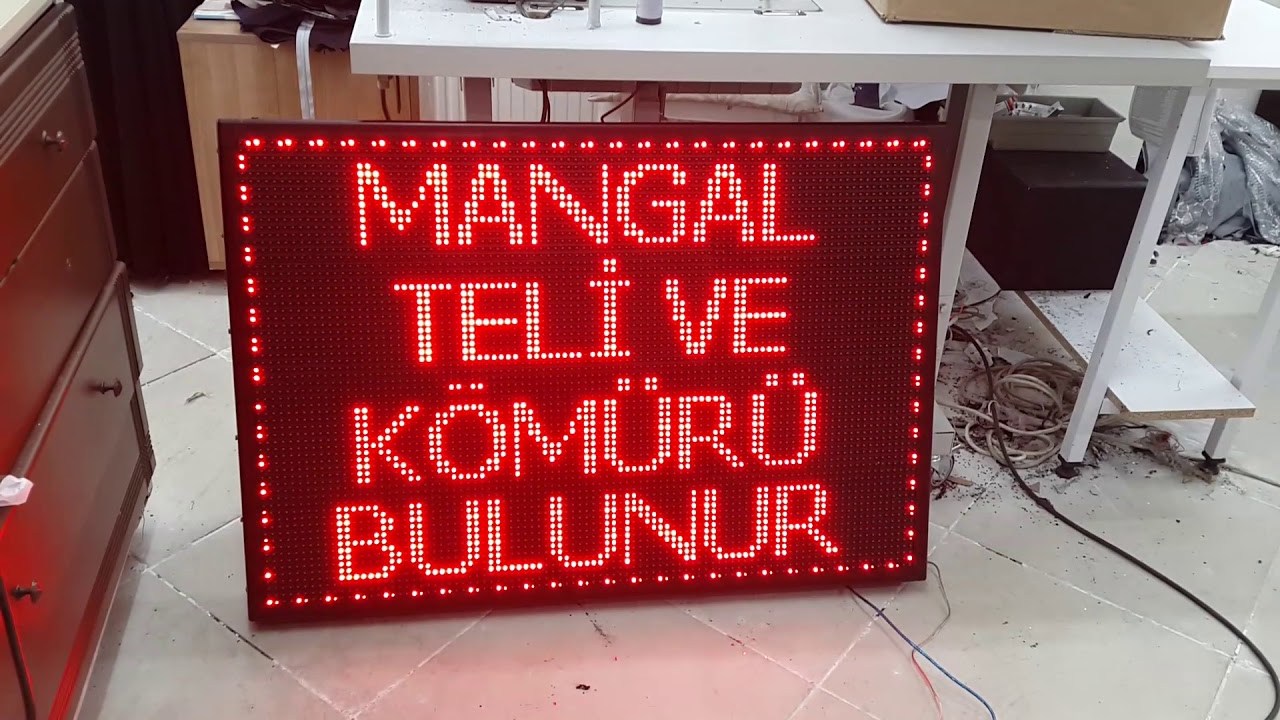 MANGAL
TELİ VE
KÖMÜRÜ
BULUNUR